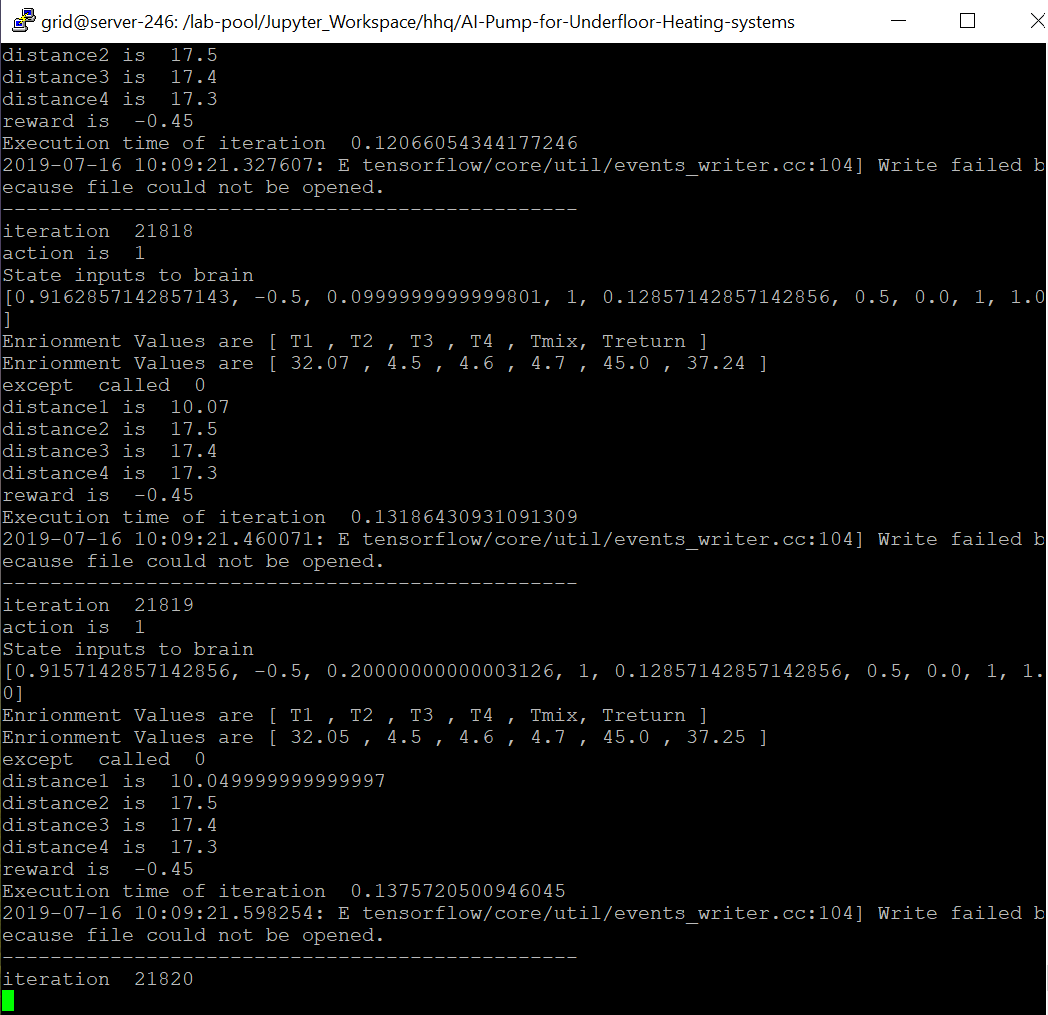 grid@server-246: /lab-pool/Jupyter_Workspace/hhq/AI-Pump-for-Underfloor-Heating-systems
distance2 is  17.5
distance3 is  17.4
distance4 is  17.3
reward is  -0.45
Execution time of iteration  0.12066054344177246
2019-07-16 10:09:21.327607: E tensorflow/core/util/events_writer.cc:104] Write failed b
ecause file could not be opened.
------------------------------------------------
iteration  21818
action is  1
State inputs to brain
[0.9162857142857143, -0.5, 0.0999999999999801, 1, 0.12857142857142856, 0.5, 0.0, 1, 1.0
]
Enrionment Values are [ T1 , T2 , T3 , T4 , Tmix, Treturn ]
Enrionment Values are [ 32.07 , 4.5 , 4.6 , 4.7 , 45.0 , 37.24 ]
except  called  0
distance1 is  10.07
distance2 is  17.5
distance3 is  17.4
distance4 is  17.3
reward is  -0.45
Execution time of iteration  0.13186430931091309
2019-07-16 10:09:21.460071: E tensorflow/core/util/events_writer.cc:104] Write failed b
ecause file could not be opened.
------------------------------------------------
iteration  21819
action is  1
State inputs to brain
[0.9157142857142856, -0.5, 0.20000000000003126, 1, 0.12857142857142856, 0.5, 0.0, 1, 1.
0]
Enrionment Values are [ T1 , T2 , T3 , T4 , Tmix, Treturn ]
Enrionment Values are [ 32.05 , 4.5 , 4.6 , 4.7 , 45.0 , 37.25 ]
except  called  0
distance1 is  10.049999999999997
distance2 is  17.5
distance3 is  17.4
distance4 is  17.3
reward is  -0.45
Execution time of iteration  0.1375720500946045
2019-07-16 10:09:21.598254: E tensorflow/core/util/events_writer.cc:104] Write failed b
ecause file could not be opened.
------------------------------------------------
iteration  21820